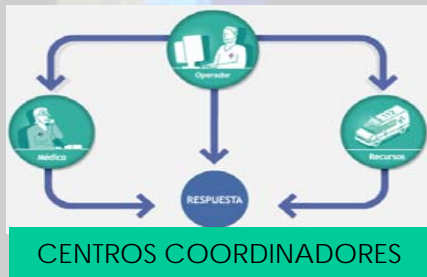 Operador
Médico
Recursos
RESPUESTA
CENTROS COORDINADORES